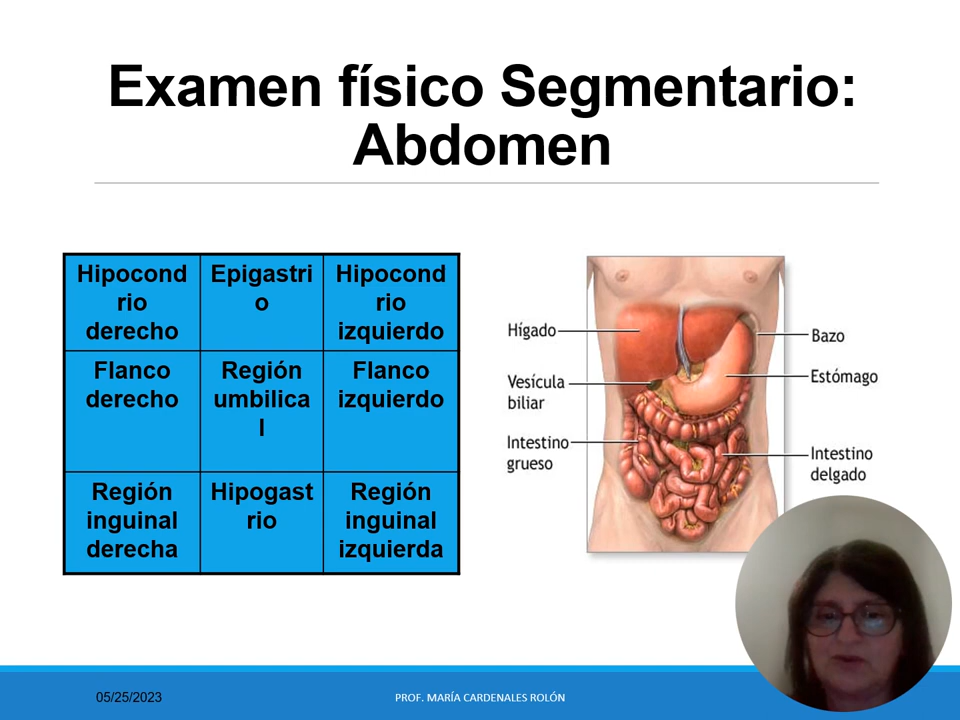 Examen físico Segmentario:
Abdomen
Hipocond
rio
derecho
Epigastri
o
Hipocond
rio
izquierdo
Flanco
derecho
Región
umbilica
l
Flanco
izquierdo
Región
inguinal
derecha
Hipogast
rio
Región
inguinal
izquierda
Hígado
Vesícula
biliar
Intestino
grueso
Bazo
Estómago
Intestino
delgado
05/25/2023
PROF. MARÍA CARDENALES ROLÓN